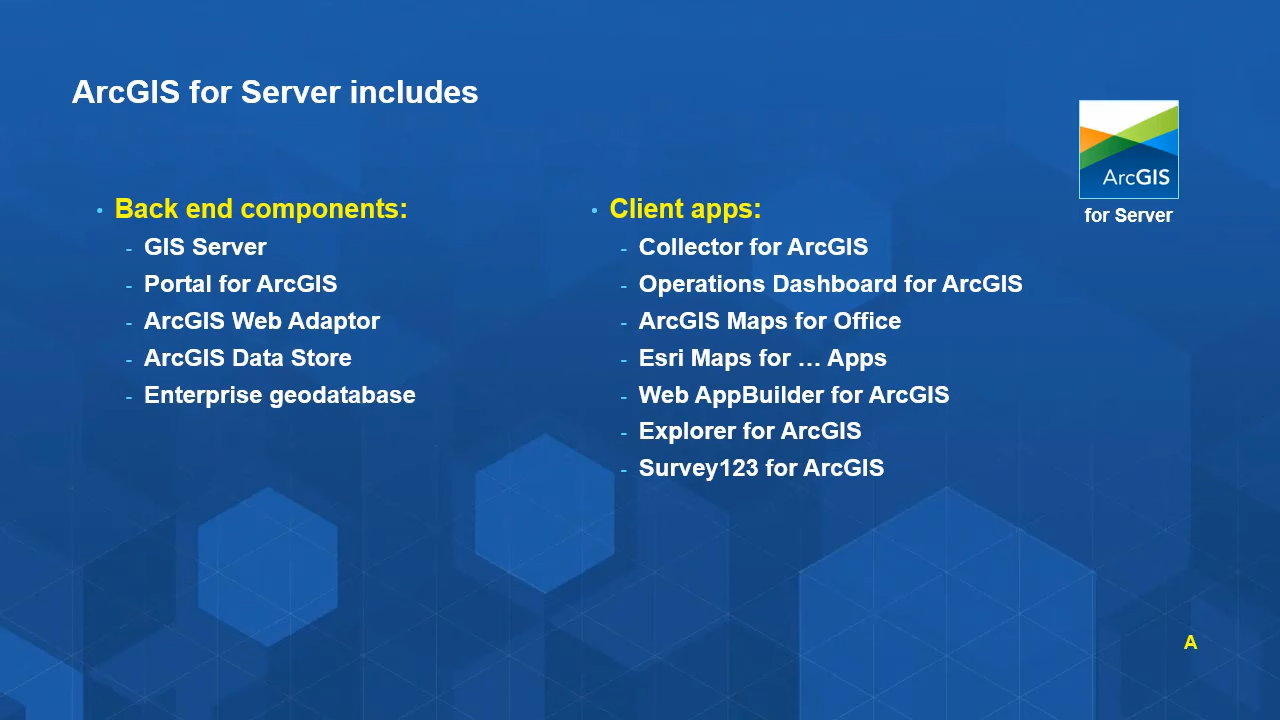 ArcGIS for Server includes
• Back end components:
- GIS Server
- Portal for ArcGIS
- ArcGIS Web Adaptor
- ArcGIS Data Store
- Enterprise geodatabase
• Client apps:
- Collector for ArcGIS
- Operations Dashboard for ArcGIS
- ArcGIS Maps for Office
- Esri Maps for … Apps
- Web AppBuilder for ArcGIS
- Explorer for ArcGIS
- Survey123 for ArcGIS
ArcGIS
for Server
A